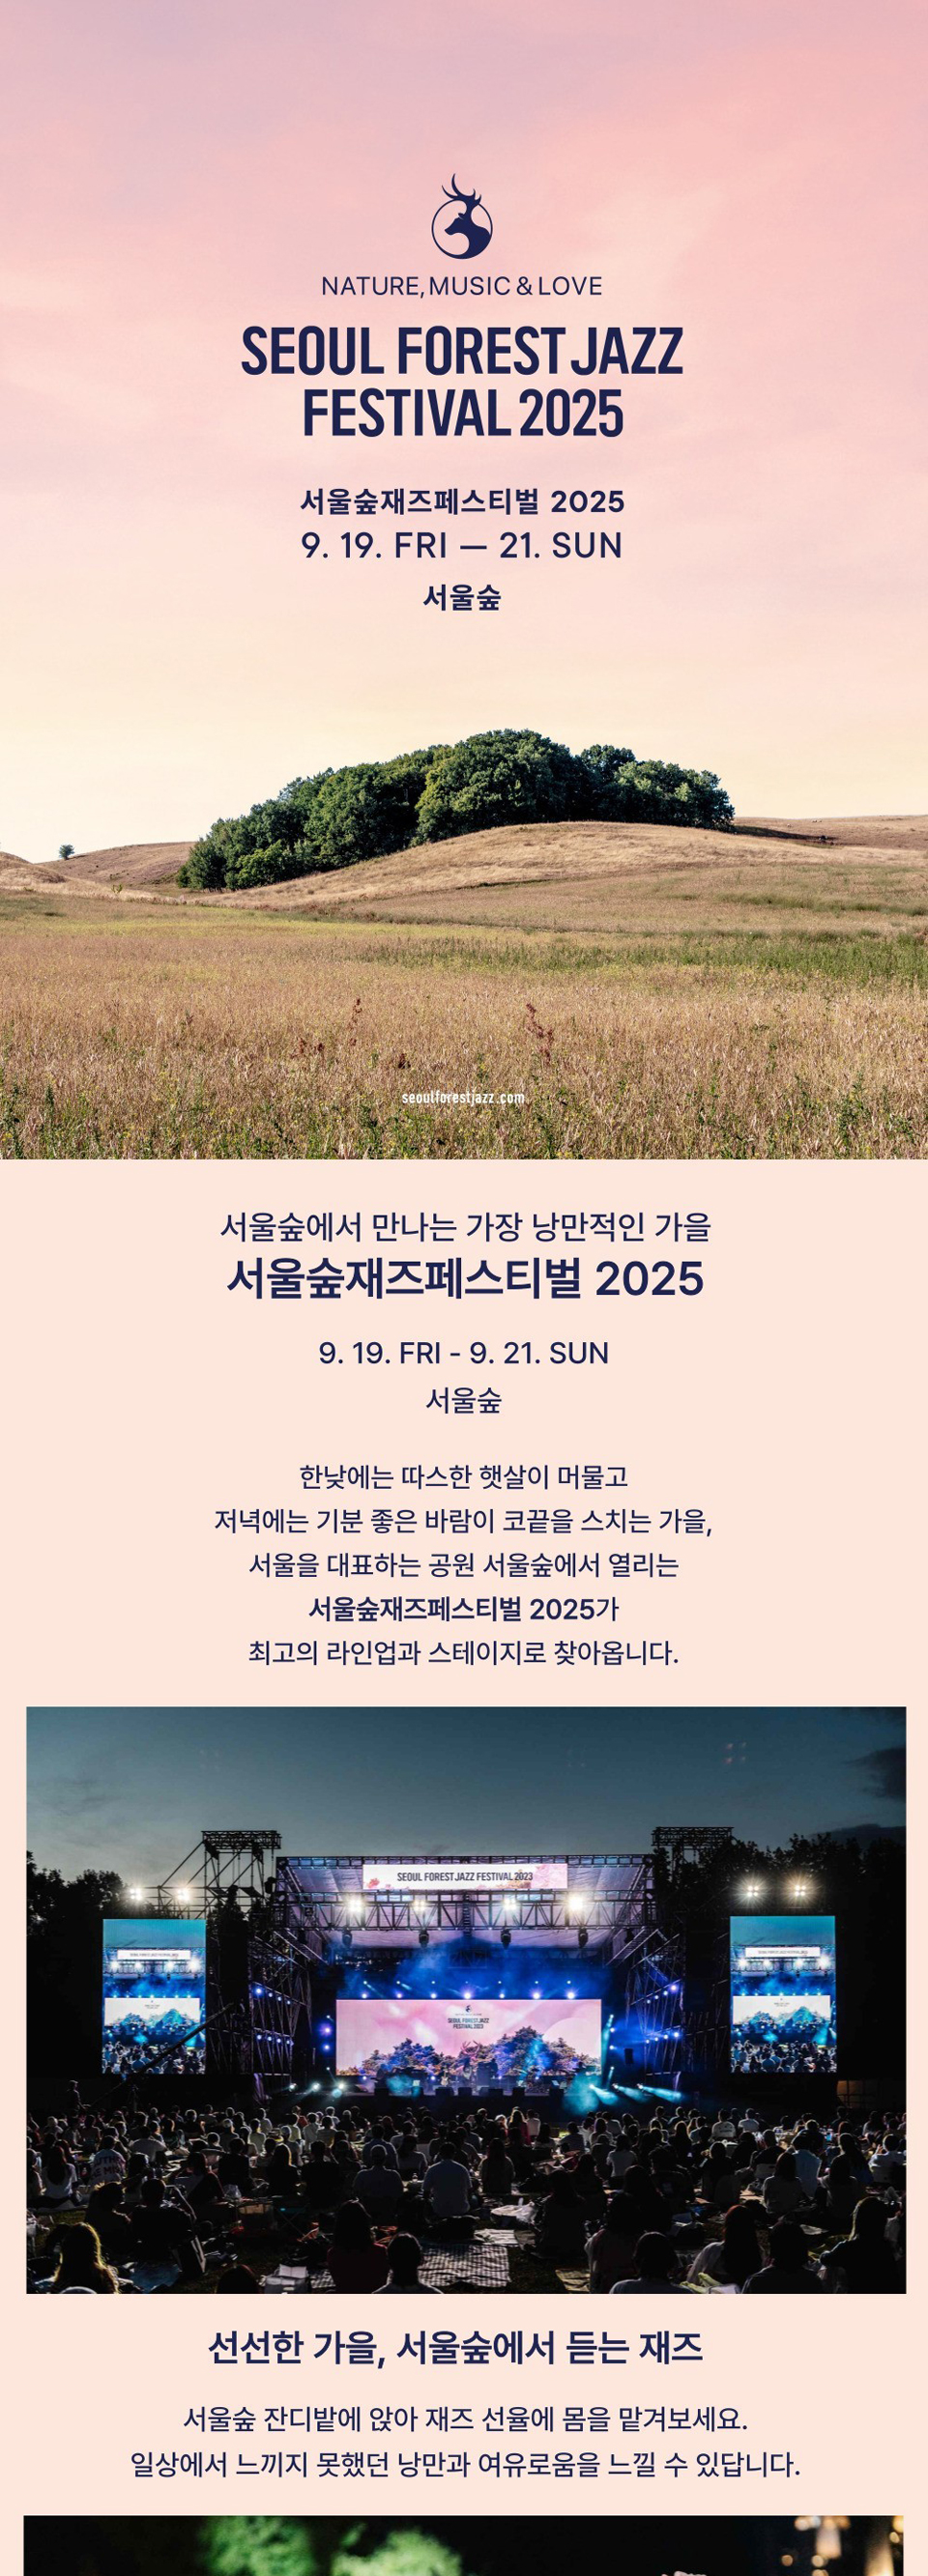 NATURE, MUSIC & LOVE
SEOUL FOREST JAZZ
FESTIVAL 2025
서울숲재즈페스티벌 2025
9. 19. FRI — 21. SUN
서울숲
seoulforestjazz.com
서울숲에서 만나는 가장 낭만적인 가을
서울숲재즈페스티벌 2025
9. 19. FRI - 9. 21. SUN
서울숲
한낮에는 따스한 햇살이 머물고
저녁에는 기분 좋은 바람이 코끝을 스치는 가을,
서울을 대표하는 공원 서울숲에서 열리는
서울숲재즈페스티벌 2025가
최고의 라인업과 스테이지로 찾아옵니다.
SEOUL FOREST JAZZ FESTIVAL 2023
SEOUL FOREST JAZZ
FESTIVAL 2023
선선한 가을, 서울숲에서 듣는 재즈
서울숲 잔디밭에 앉아 재즈 선율에 몸을 맡겨보세요.
일상에서 느끼지 못했던 낭만과 여유로움을 느낄 수 있답니다.